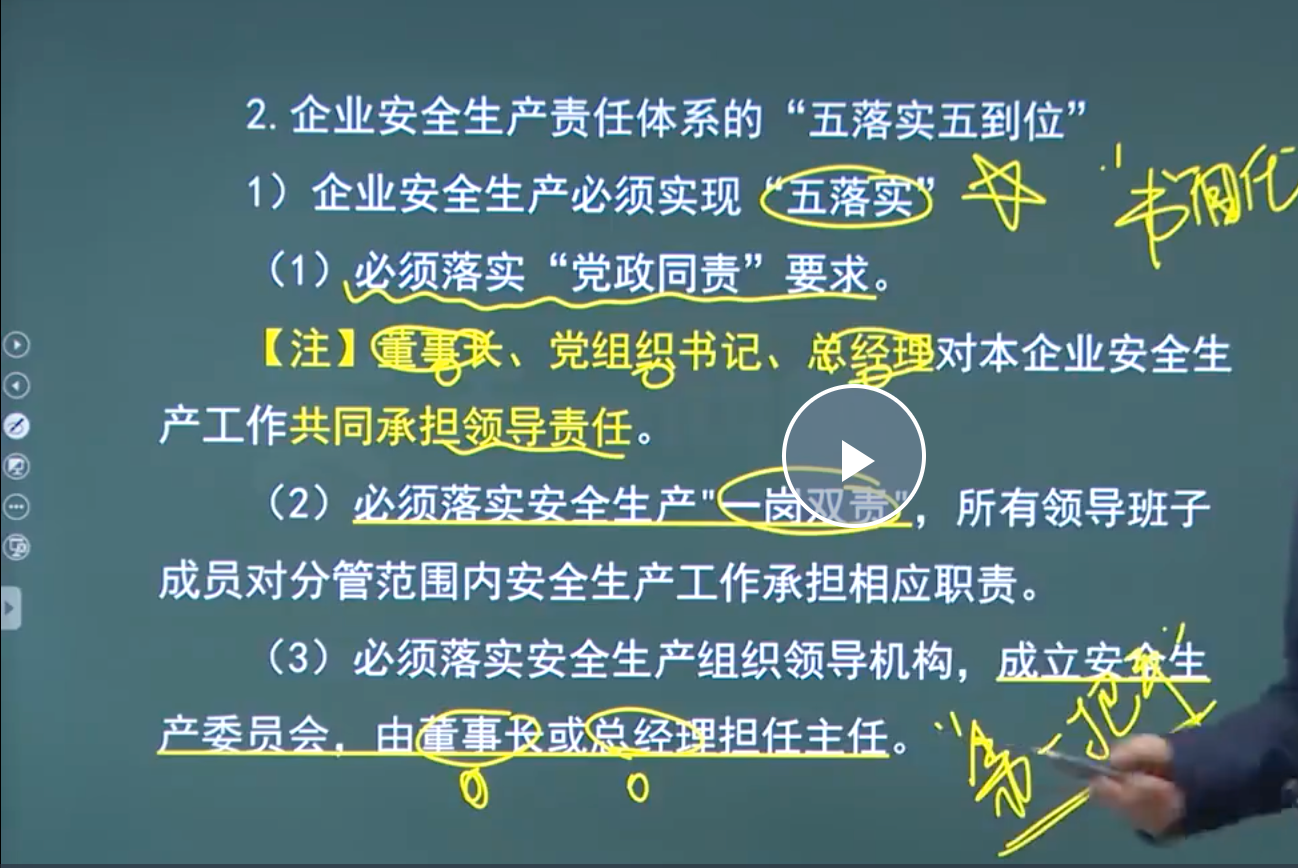 2. 企业安全生产责任体系的“五落实五到位”
1）企业安全生产必须实现“五落实”
（1）必须落实“党政同责”要求。
【注】董事长、党组织书记、总经理对本企业安全生
产工作共同承担领导责任。
（2）必须落实安全生产"一岗双责"，所有领导班子
成员对分管范围内安全生产工作承担相应职责。
（3）必须落实安全生产组织领导机构，成立安全生
产委员会，由董事长或总经理担任主任。
“第一把手”